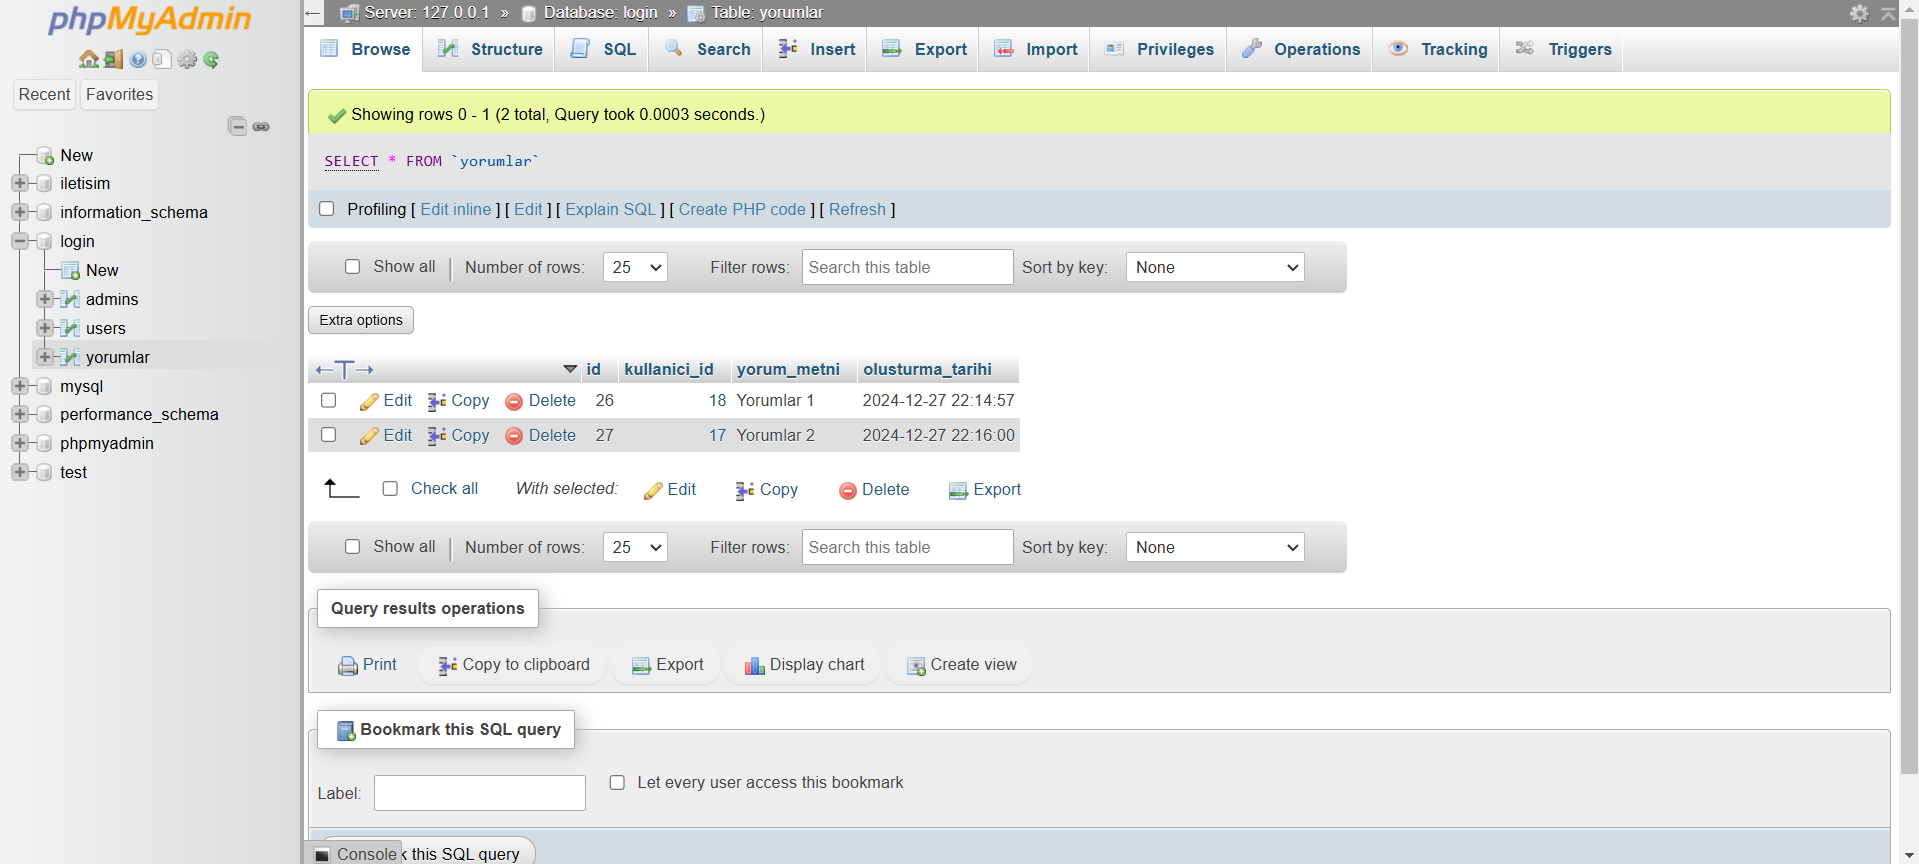 phpMyAdmin
Recent Favorites
New
iletisim
information_schema
login
New
admins
users
yorumlar
mysql
performance_schema
phpmyadmin
test
Server: 127.0.0.1 » Database: login » Table: yorumlar
Browse Structure SQL Search Insert Export Import Privileges Operations Tracking Triggers
Showing rows 0 - 1 (2 total, Query took 0.0003 seconds.)
SELECT * FROM `yorumlar`
Profiling [ Edit inline ] [ Edit ] [ Explain SQL ] [ Create PHP code ] [ Refresh ]
Show all Number of rows: 25 Filter rows: Search this table Sort by key: None
Extra options
id kullanici_id yorum_metni olusturma_tarihi
Edit Copy Delete 26 18 Yorumlar 1 2024-12-27 22:14:57
Edit Copy Delete 27 17 Yorumlar 2 2024-12-27 22:16:00
Check all With selected: Edit Copy Delete Export
Show all Number of rows: 25 Filter rows: Search this table Sort by key: None
Query results operations
Print Copy to clipboard Export Display chart Create view
Bookmark this SQL query
Label: Let every user access this bookmark
Console k this SQL query